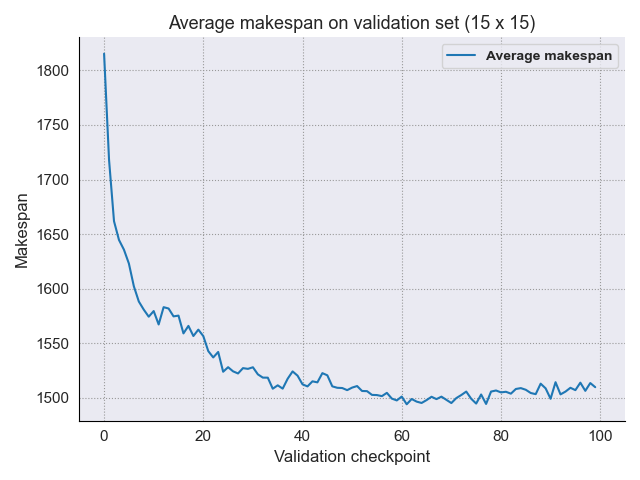 Average makespan on validation set (15 x 15)
Average makespan
Makespan
1800
1750
1700
1650
1600
1550
1500
0 20 40 60 80 100
Validation checkpoint